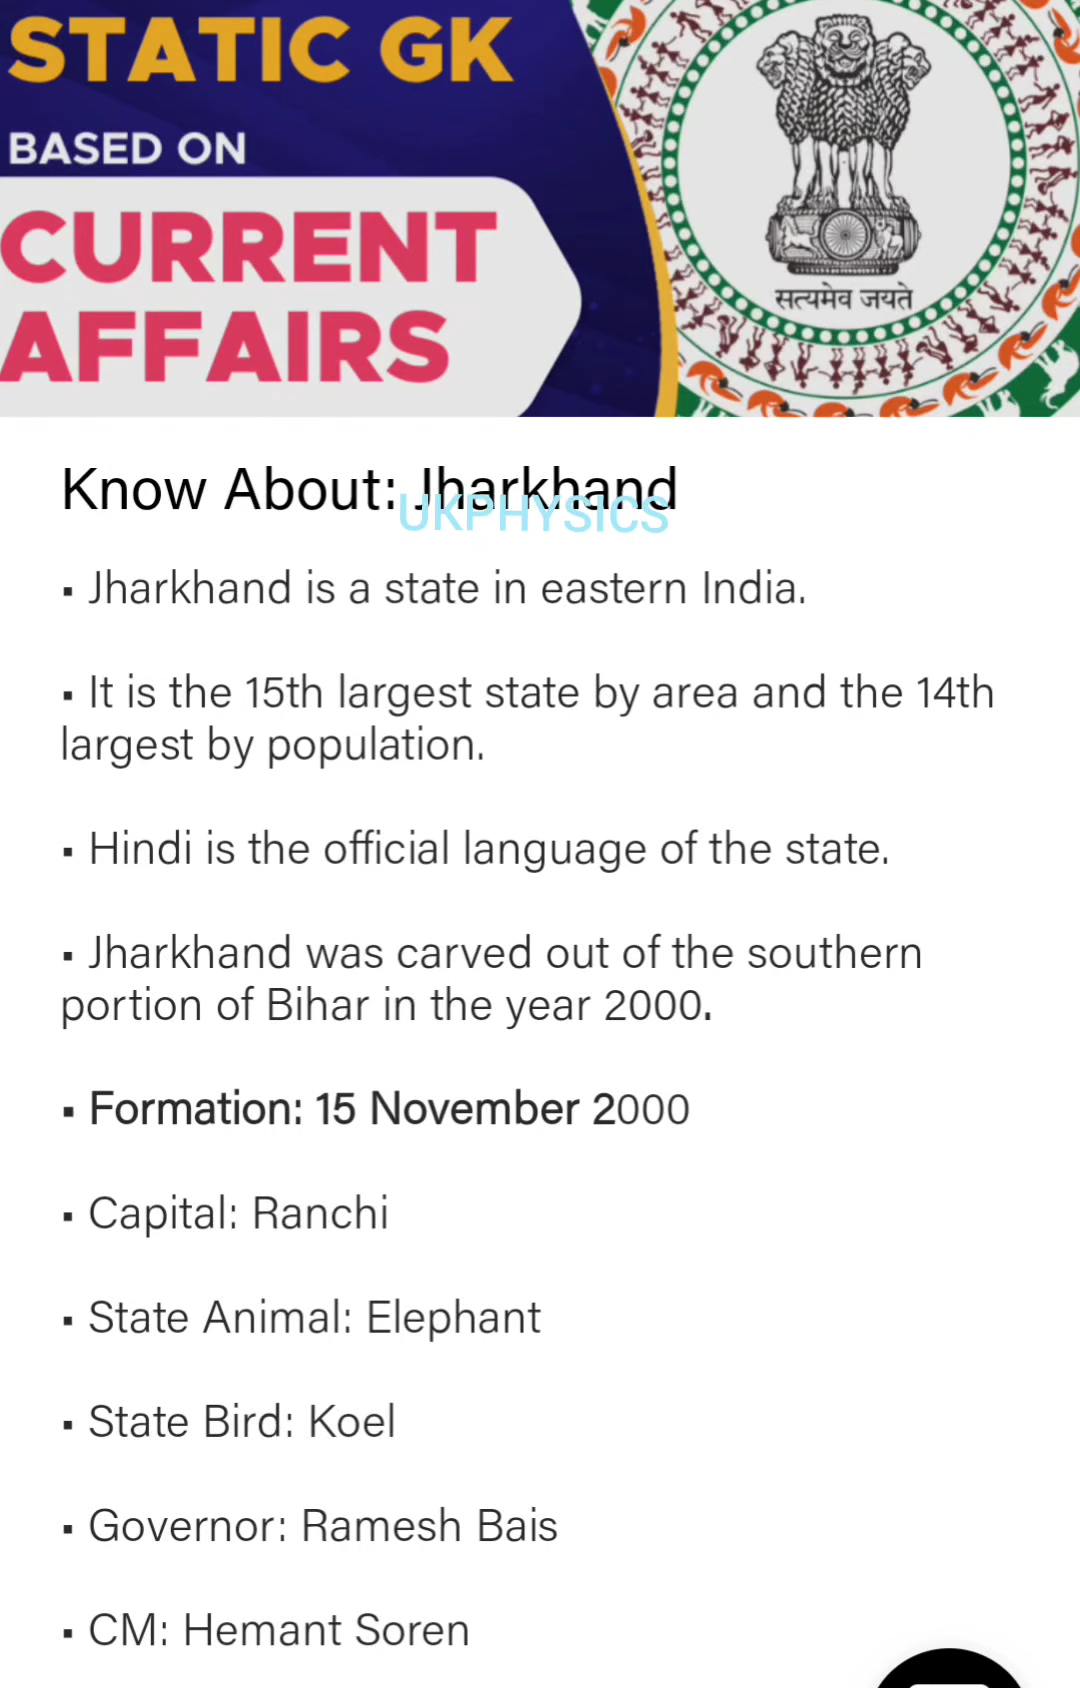 STATIC GK
BASED ON
CURRENT
AFFAIRS
सत्यमेव जयते
Know About: Jharkhand
UKPHYSICS
▪ Jharkhand is a state in eastern India.
▪ It is the 15th largest state by area and the 14th
largest by population.
▪ Hindi is the official language of the state.
▪ Jharkhand was carved out of the southern
portion of Bihar in the year 2000.
▪ Formation: 15 November 2000
▪ Capital: Ranchi
▪ State Animal: Elephant
▪ State Bird: Koel
▪ Governor: Ramesh Bais
▪ CM: Hemant Soren